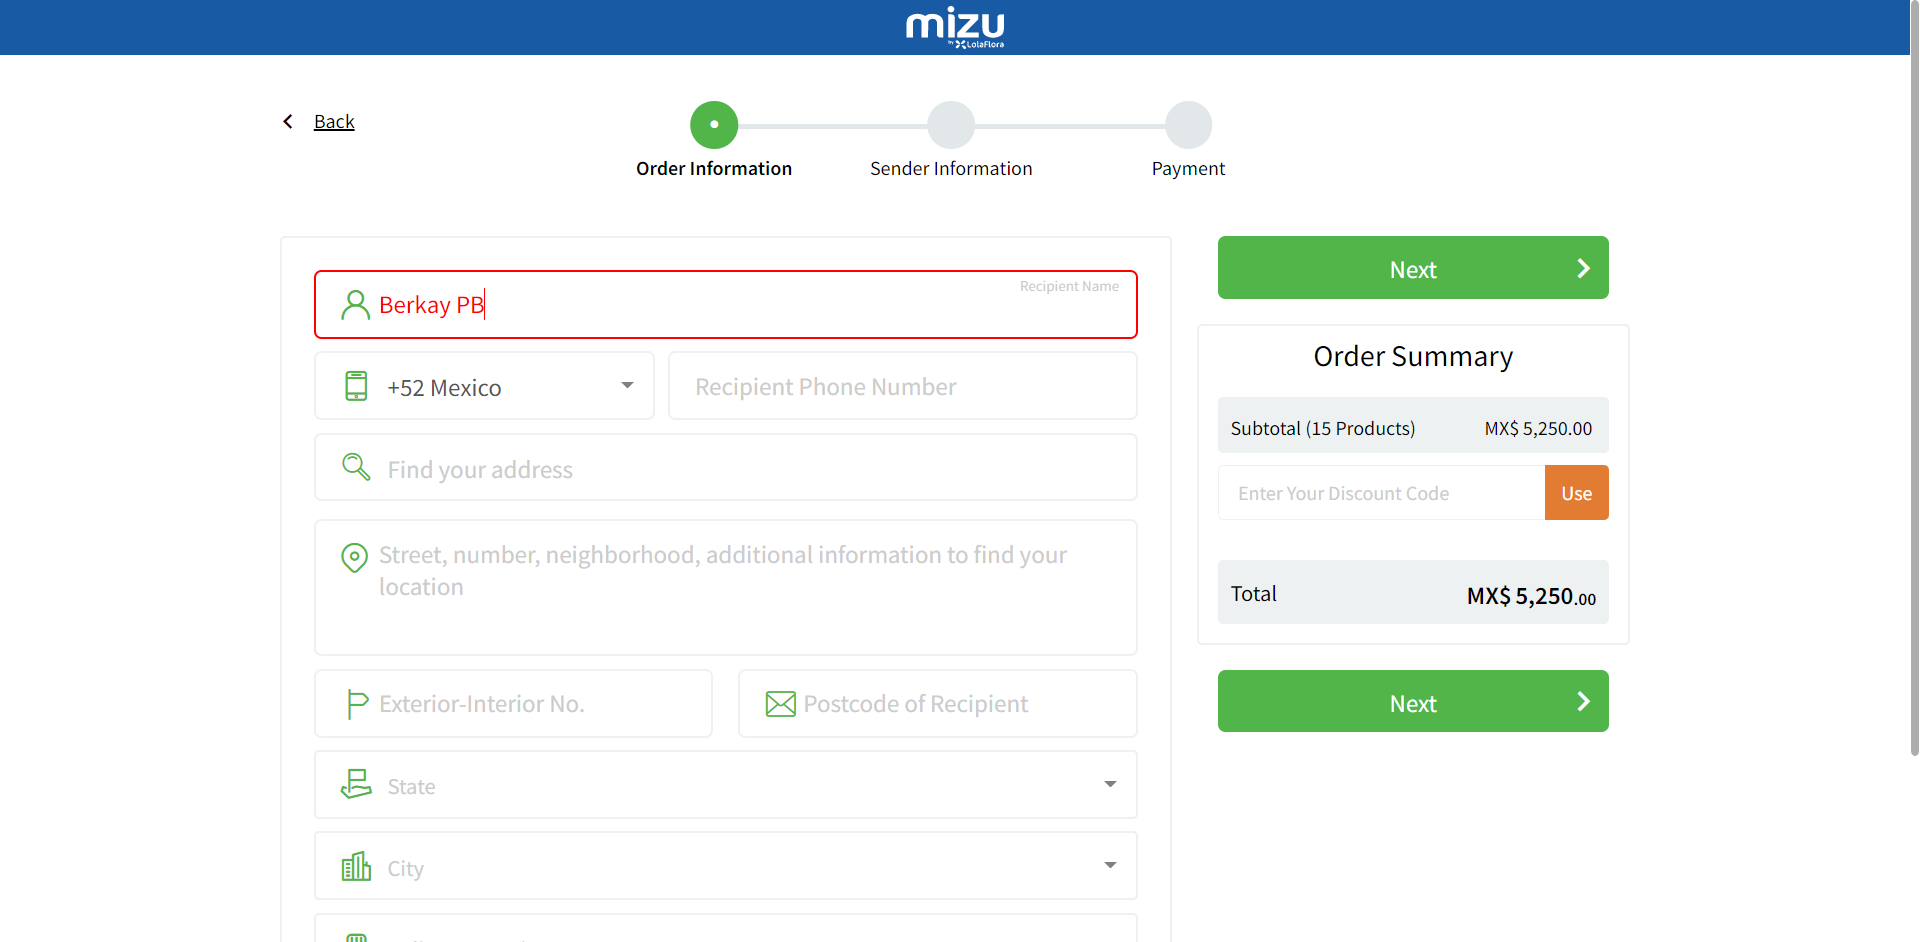 mizu
by LolaFlora
Back
Order Information
Sender Information
Payment
Recipient Name
Berkay PB
+52 Mexico
Recipient Phone Number
Find your address
Street, number, neighborhood, additional information to find your
location
Exterior-Interior No.
Postcode of Recipient
State
City
Next
Order Summary
Subtotal (15 Products) MX$ 5,250.00
Enter Your Discount Code
Use
Total MX$ 5,250.00
Next